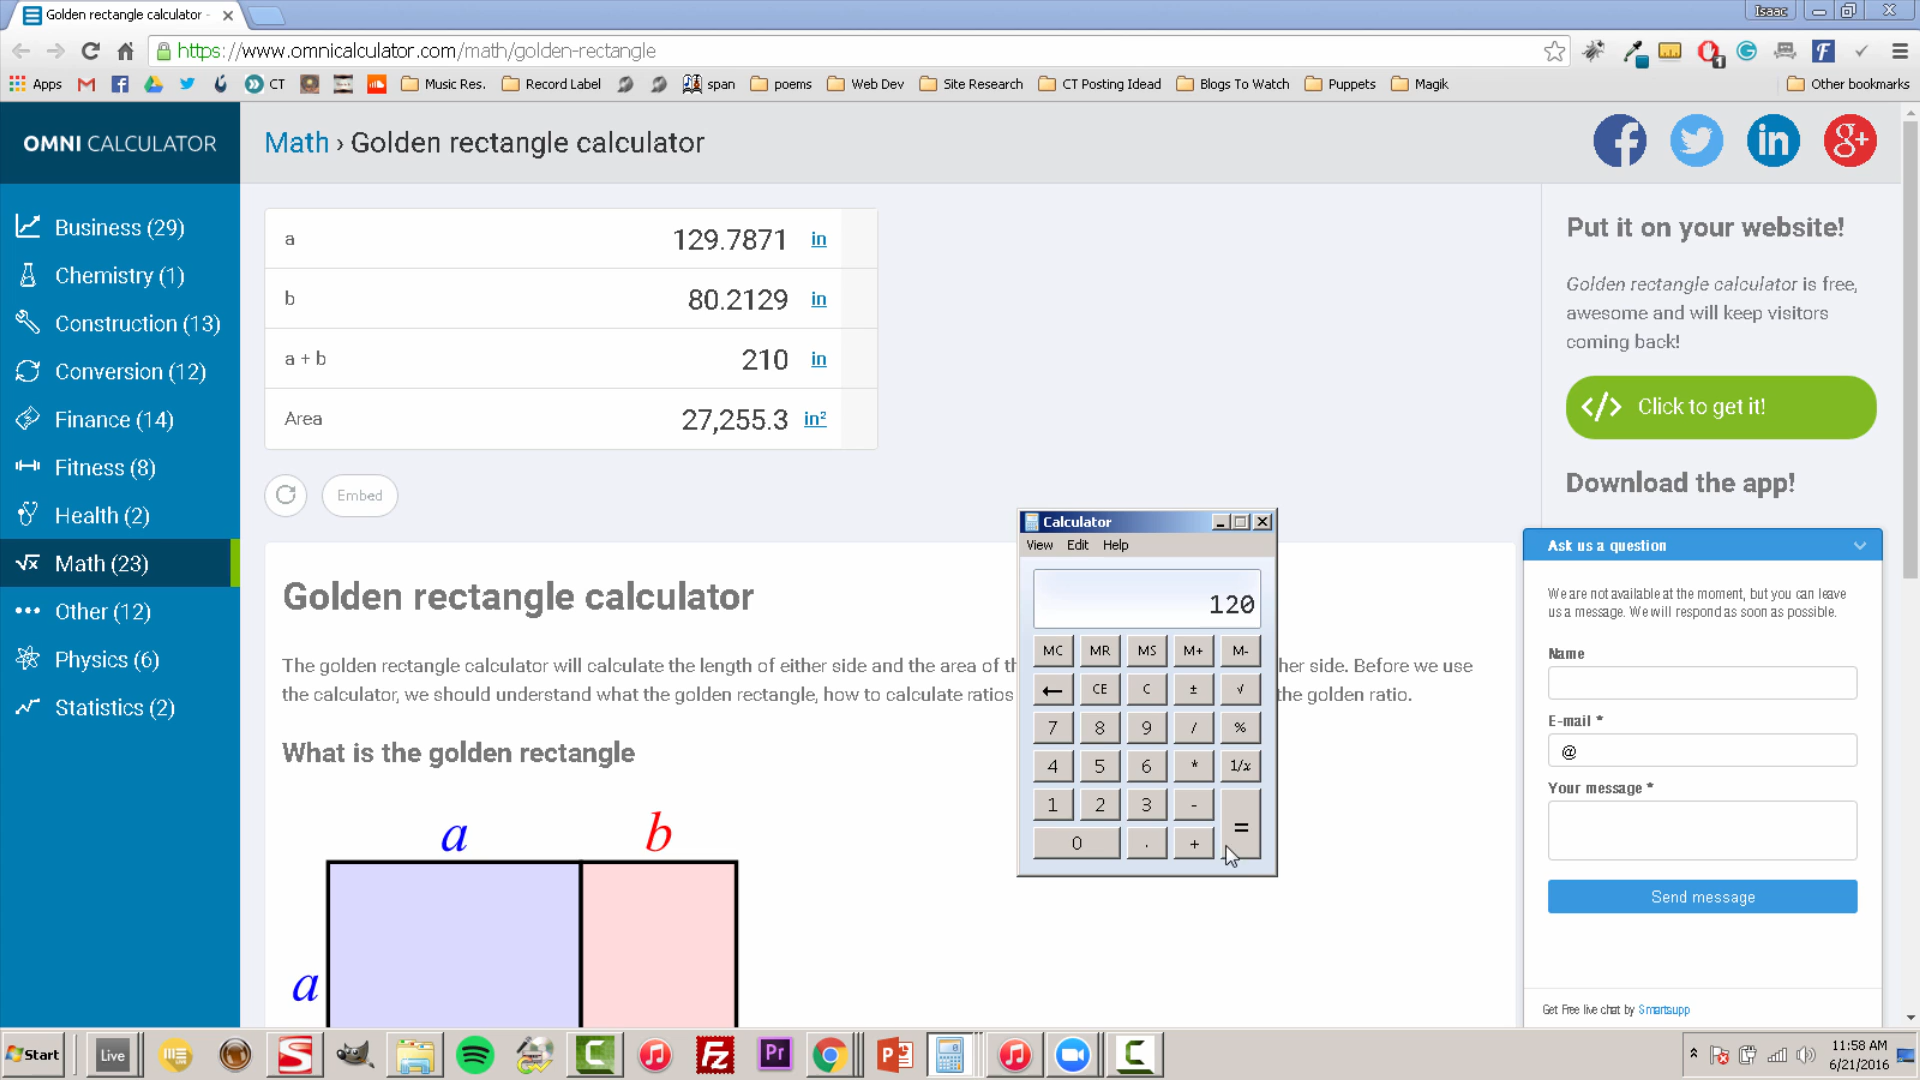 Golden rectangle calculator -
Isaac
https://www.omnicalculator.com/math/golden-rectangle
Apps
CT
Music Res.
Record Label
span
poems
Web Dev
Site Research
CT Posting Idead
Blogs To Watch
Puppets
Magik
Other bookmarks
OMNI CALCULATOR
Math › Golden rectangle calculator
Business (29)
Chemistry (1)
Construction (13)
Conversion (12)
Finance (14)
Fitness (8)
Health (2)
Math (23)
Other (12)
Physics (6)
Statistics (2)
a 129.7871 in
b 80.2129 in
a + b 210 in
Area 27,255.3 in²
Embed
Golden rectangle calculator
The golden rectangle calculator will calculate the length of either side and the area of th her side. Before we use
the calculator, we should understand what the golden rectangle, how to calculate ratios the golden ratio.
What is the golden rectangle
a b
a
Calculator
View Edit Help
120
MC MR MS M+ M-
← CE C ± √
7 8 9 / %
4 5 6 * 1/x
1 2 3 -
=
0 . +
Put it on your website!
Golden rectangle calculator is free,
awesome and will keep visitors
coming back!
</> Click to get it!
Download the app!
Ask us a question
We are not available at the moment, but you can leave
us a message. We will respond as soon as possible.
Name
E-mail *
@
Your message *
Send message
Get Free live chat by Smartsupp
Start
Live
11:58 AM
6/21/2016